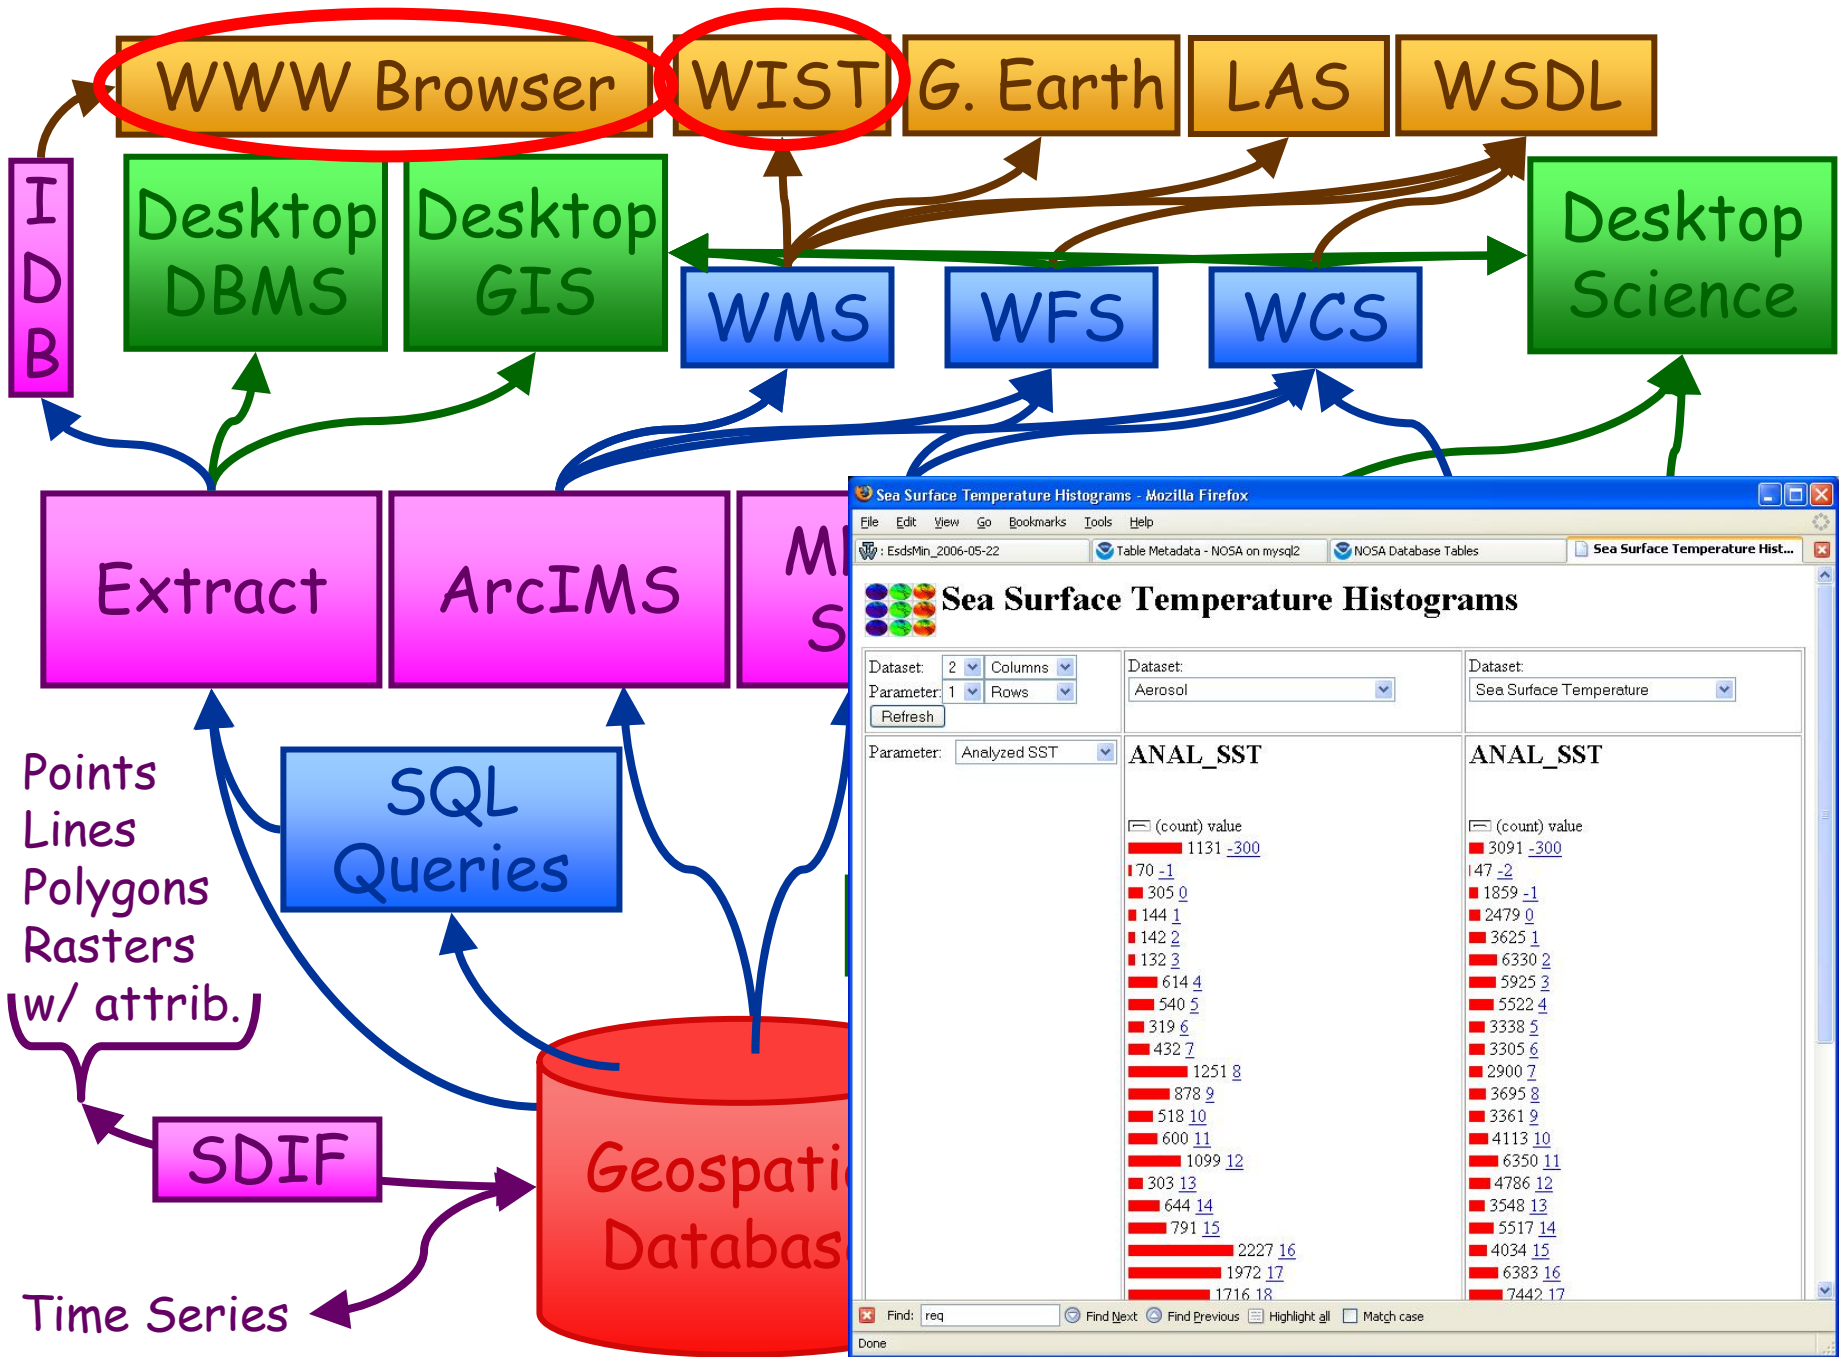 WWW Browser
WIST
G. Earth
LAS
WSDL
I
D
B
Desktop
DBMS
Desktop
GIS
WMS
WFS
WCS
Desktop
Science
Extract
ArcIMS
S
SQL
Queries
Points
Lines
Polygons
Rasters
w/ attrib.
SDIF
Time Series
Geospati
Databas
Sea Surface Temperature Histograms - Mozilla Firefox
File Edit View Go Bookmarks Tools Help
: EsdsMin_2006-05-22
Table Metadata - NOSA on mysql2
NOSA Database Tables
Sea Surface Temperature Hist...
Sea Surface Temperature Histograms
Dataset: 2 Columns
Parameter: 1 Rows
Refresh
Dataset:
Aerosol
Dataset:
Sea Surface Temperature
Parameter: Analyzed SST
ANAL_SST
(count) value
1131 -300
70 -1
305 0
144 1
142 2
132 3
614 4
540 5
319 6
432 7
1251 8
878 9
518 10
600 11
1099 12
303 13
644 14
791 15
2227 16
1972 17
1716 18
ANAL_SST
(count) value
3091 -300
47 -2
1859 -1
2479 0
3625 1
6330 2
5925 3
5522 4
3338 5
3305 6
2900 7
3695 8
3361 9
4113 10
6350 11
4786 12
3548 13
5517 14
4034 15
6383 16
7442 17
Find: req Find Next Find Previous Highlight all Match case
Done